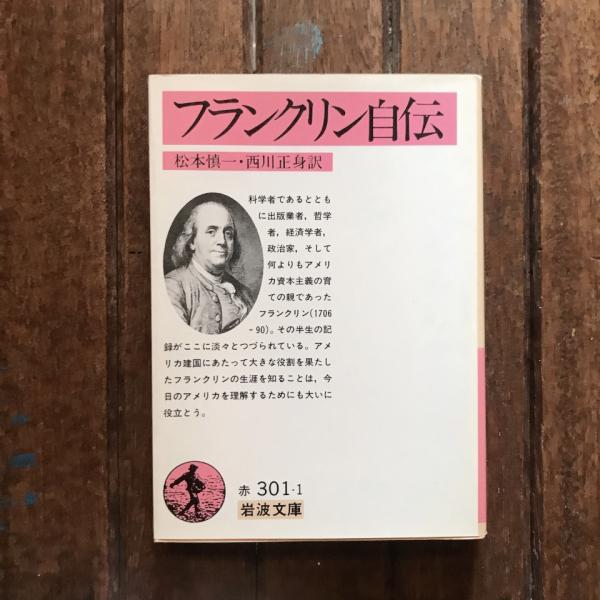 フランクリン自伝
松本慎一・西川正身訳
科学者であるととも
に出版業者，哲学
者，経済学者，
政治家，そして
何よりもアメリ
カ資本主義の育
ての親であった
フランクリン(1706
-90)。その半生の記
録がここに淡々とつづられている。アメ
リカ建国にあたって大きな役割を果たし
たフランクリンの生涯を知ることは，今
日のアメリカを理解するためにも大いに
役立とう。
赤 301-1
岩波文庫